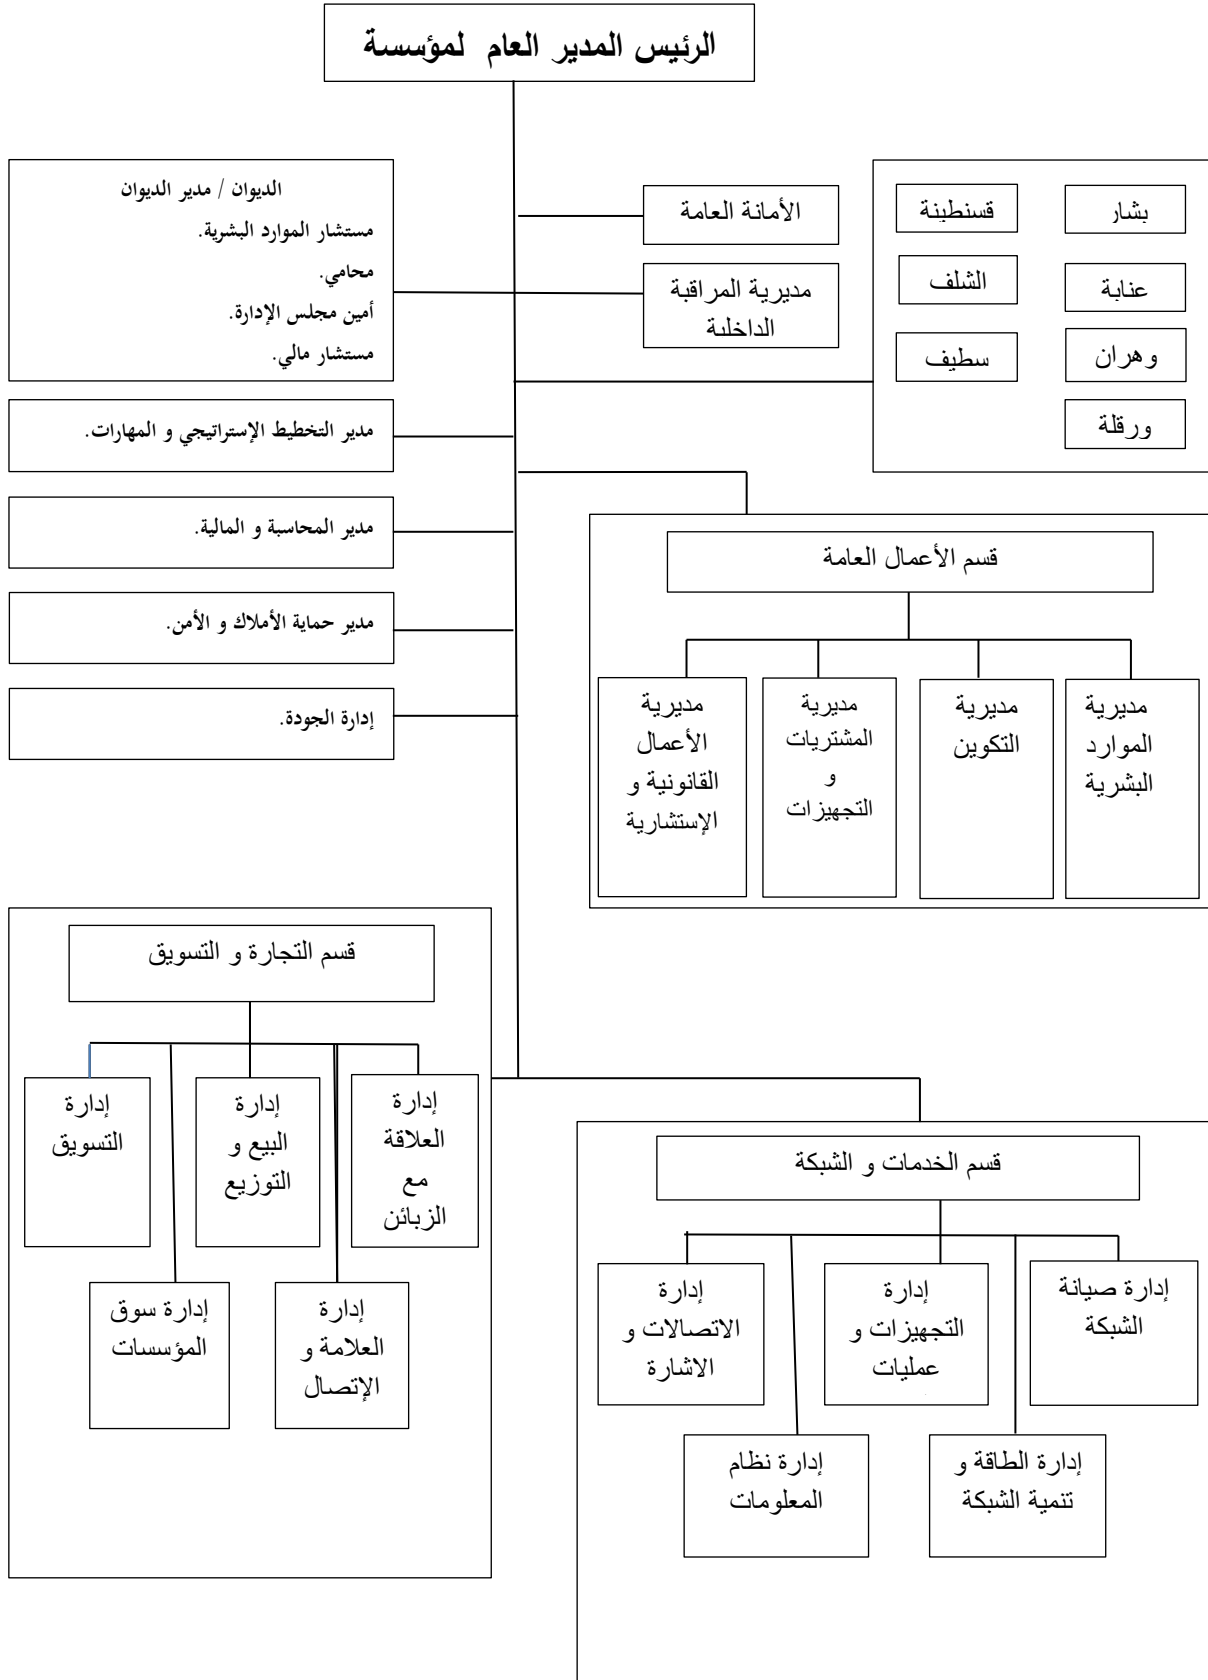 الرئيس المدير العام لمؤسسة
الأمانة العامة
مديرية المراقبة
الداخلية
بشار
عنابة
وهران
ورقلة
قسنطينة
الشلف
سطيف
الديوان / مدير الديوان
مستشار الموارد البشرية.
محامي.
أمين مجلس الإدارة.
مستشار مالي.
مدير التخطيط الإستراتيجي و المهارات.
مدير المحاسبة و المالية.
مدير حماية الأملاك و الأمن.
إدارة الجودة.
قسم الأعمال العامة
مديرية
الموارد
البشرية
مديرية
التكوين
مديرية
المشتريات
و
التجهيزات
مديرية
الأعمال
القانونية و
الإستشارية
قسم التجارة و التسويق
إدارة
العلاقة
مع
الزبائن
إدارة
البيع و
التوزيع
إدارة
التسويق
إدارة
العلامة و
الإتصال
إدارة سوق
المؤسسات
قسم الخدمات و الشبكة
إدارة صيانة
الشبكة
إدارة
التجهيزات و
عمليات
إدارة
الاتصالات و
الاشارة
إدارة الطاقة و
تنمية الشبكة
إدارة نظام
المعلومات